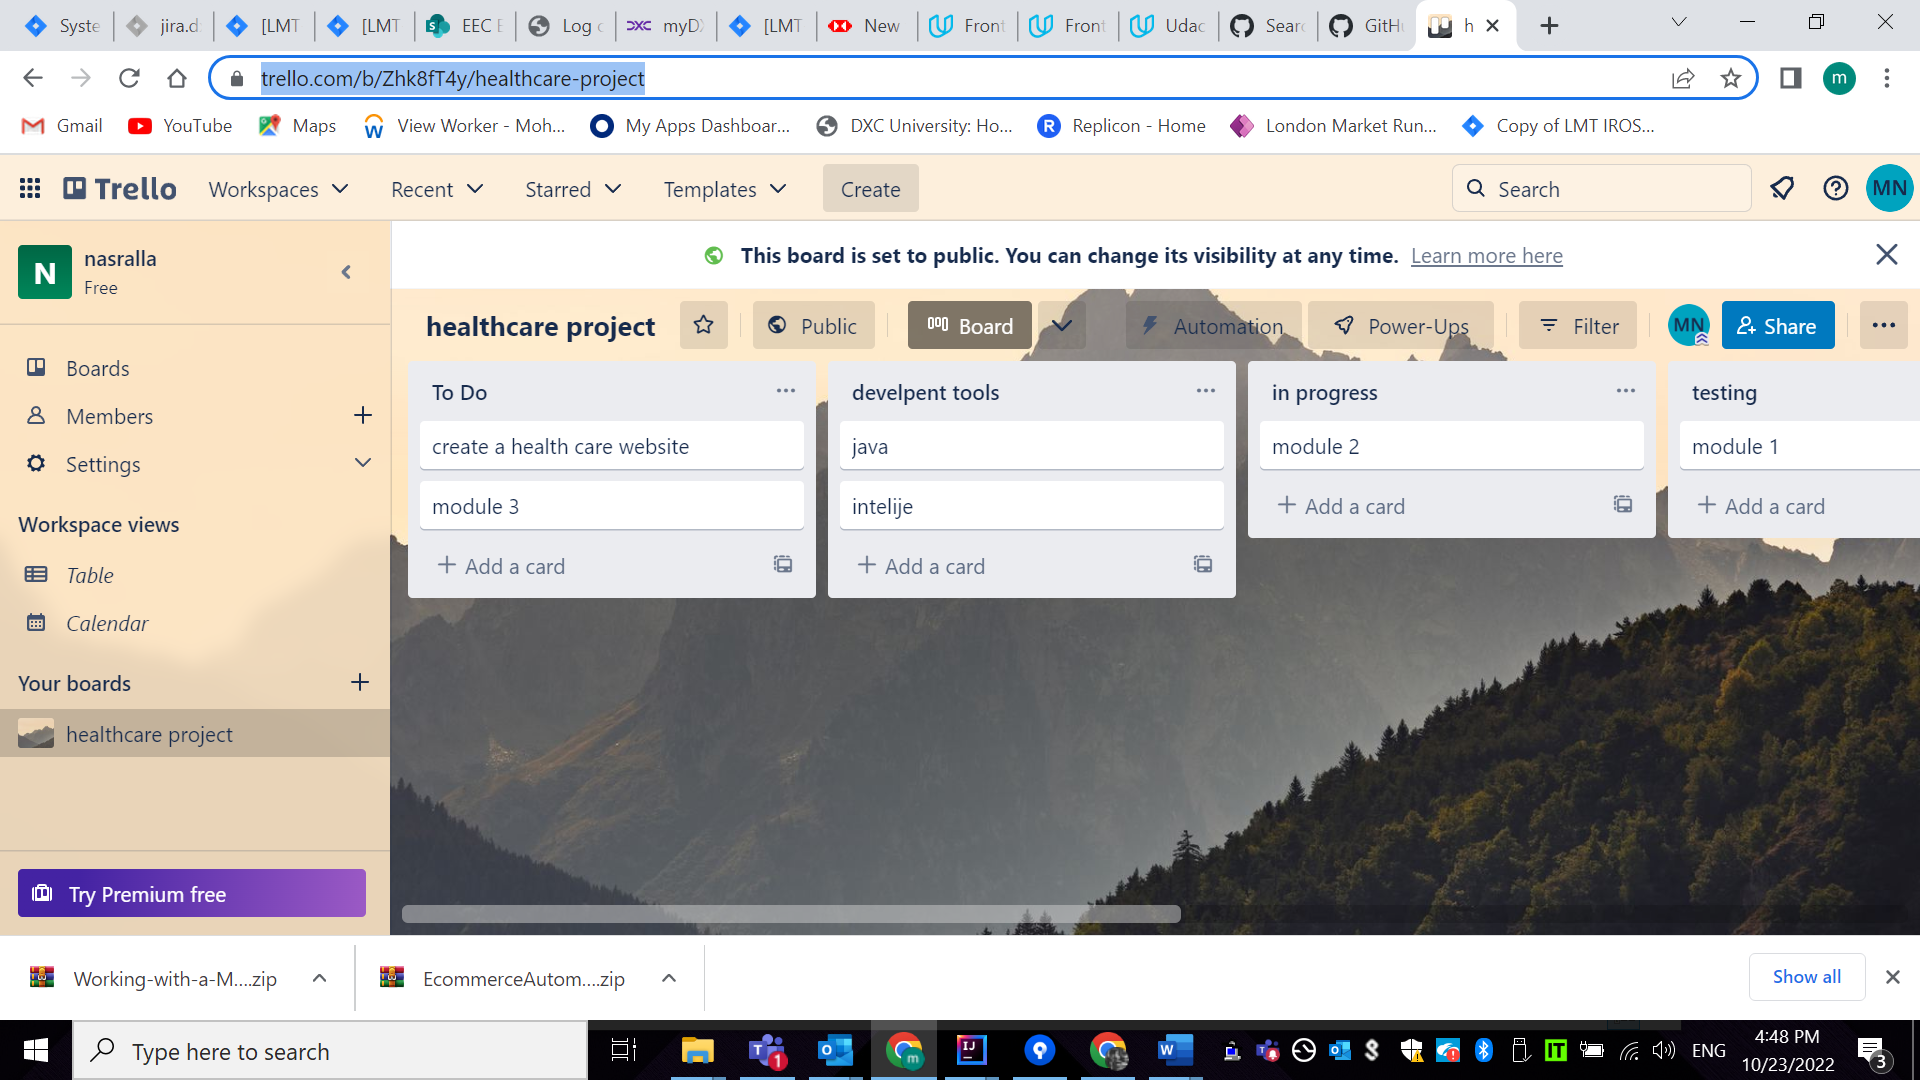 Syste
jira.d
[LMT
[LMT
EEC E
Log o
myDX
[LMT
New
Front
Front
Udac
Sear
GitHu
h
trello.com/b/Zhk8fT4y/healthcare-project
m
Gmail
YouTube
Maps
View Worker - Moh...
My Apps Dashboar...
DXC University: Ho...
Replicon - Home
London Market Run...
Copy of LMT IROS...
Trello
Workspaces
Recent
Starred
Templates
Create
Search
MN
N
nasralla
Free
This board is set to public. You can change its visibility at any time. Learn more here
healthcare project
Public
Board
Automation
Power-Ups
Filter
MN
Share
Boards
Members
Settings
Workspace views
Table
Calendar
Your boards
healthcare project
Try Premium free
To Do
create a health care website
module 3
Add a card
develpent tools
java
intelije
Add a card
in progress
module 2
Add a card
testing
module 1
Add a card
Working-with-a-M....zip
EcommerceAutom....zip
Show all
Type here to search
1
m
ENG
4:48 PM
10/23/2022
3